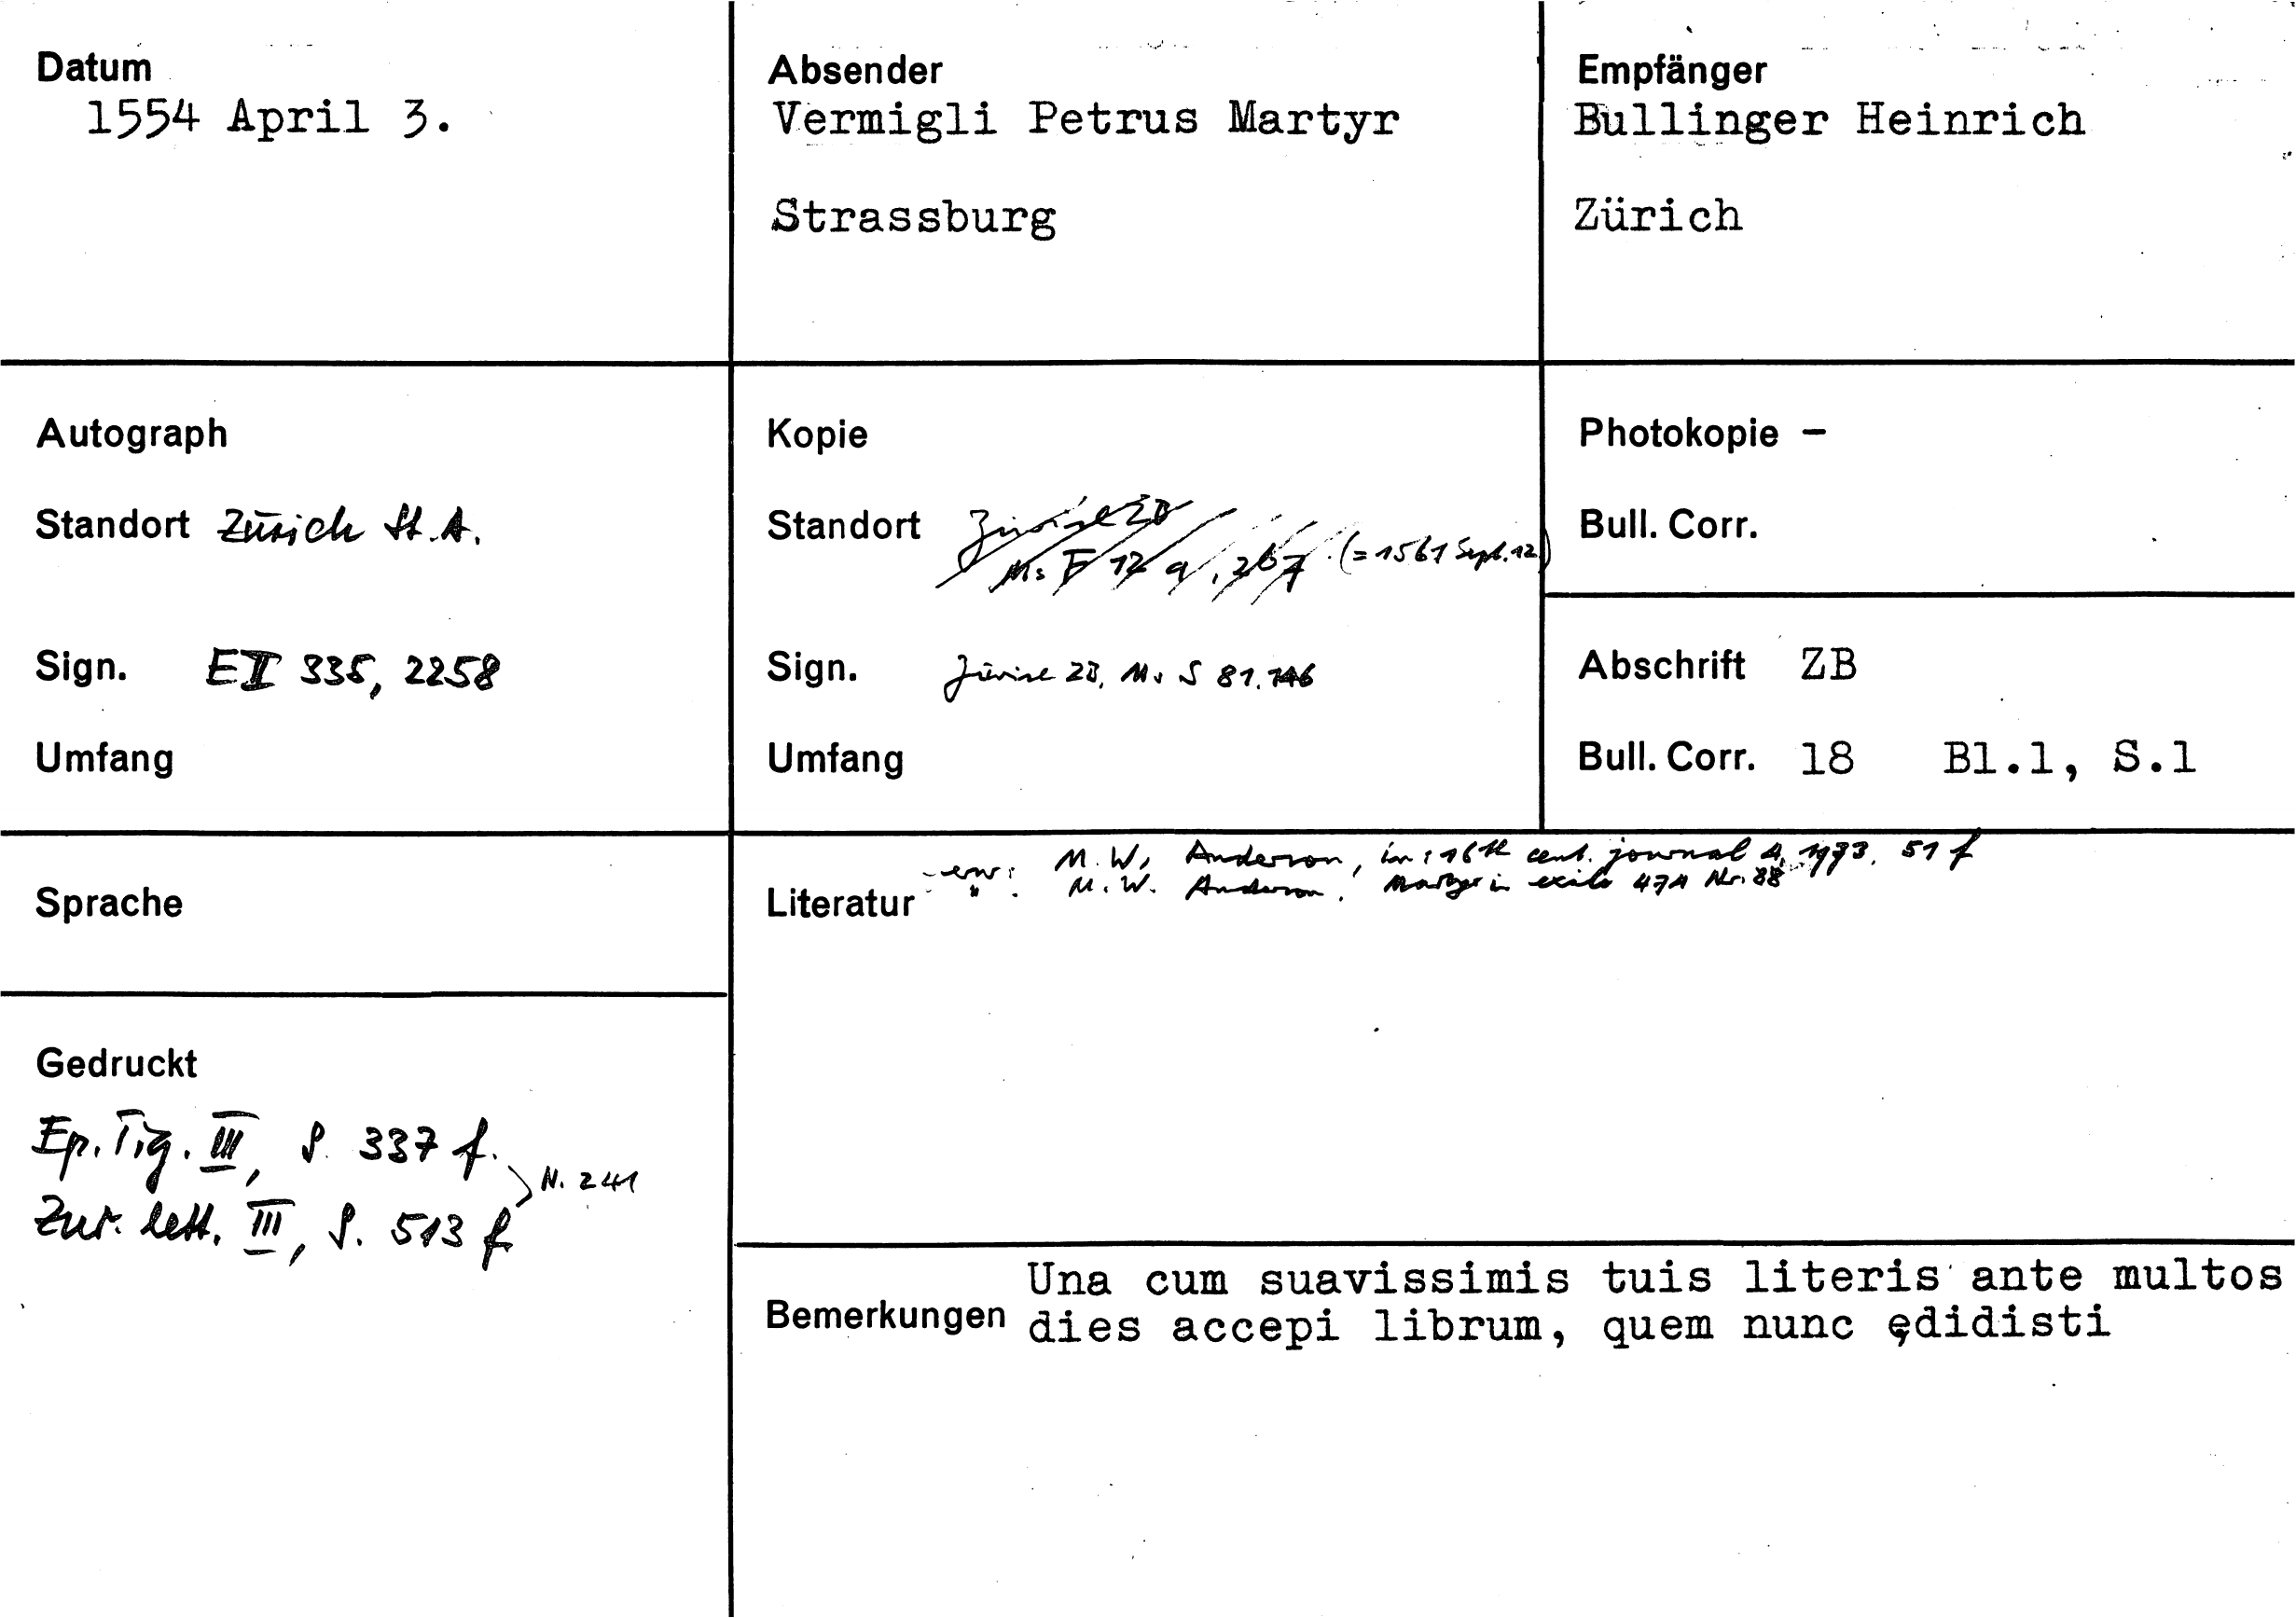 Datum
1554 April 3.
Absender
Vermigli Petrus Martyr
Strassburg
Empfänger
Bullinger Heinrich
Zürich
Autograph
Standort Zürich St.A.
Sign. E II 335, 2258
Umfang
Kopie
Standort Zürich ZB
Ms F 12 a, 267 (=1561 Sept. 12)
Sign. Zürich ZB, Ms S 81.146
Umfang
Photokopie –
Bull. Corr.
Abschrift ZB
Bull. Corr. 18 Bl.1, S.1
Sprache
Gedruckt
Ep. Tig. III, S. 337 f.
N. 241
Zur. lett. III, S. 513 f
Literatur
erw: M.W. Anderson, in: 16th cent. journal 4, 1973, 51 f
" . M.W. Anderson. Martyr in exile 471 Nr. 88
Bemerkungen
Una cum suavissimis tuis literis ante multos
dies accepi librum, quem nunc ędidisti